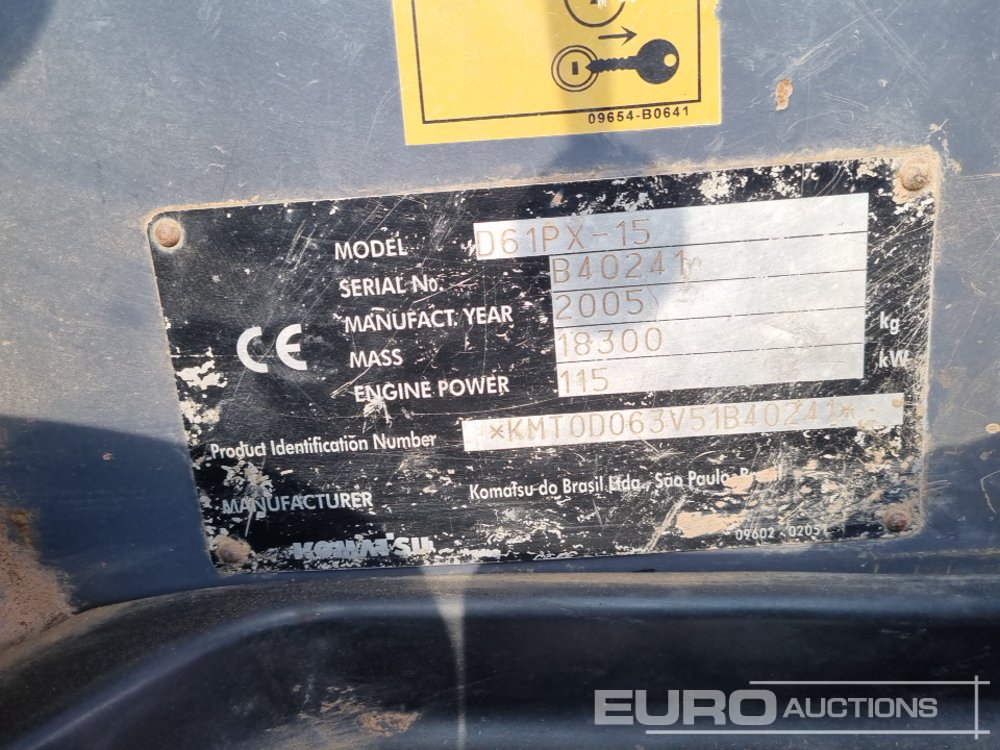 09654-B0641
MODEL D61PX-15
SERIAL No. B40241
MANUFACT. YEAR 2005
MASS 18300 kg
ENGINE POWER 115 kW
CE
Product Identification Number *KMT0D063V51B40241*
MANUFACTURER Komatsu do Brasil Ltda., São Paulo,
KOMATSU
09602 - 02051
EURO AUCTIONS